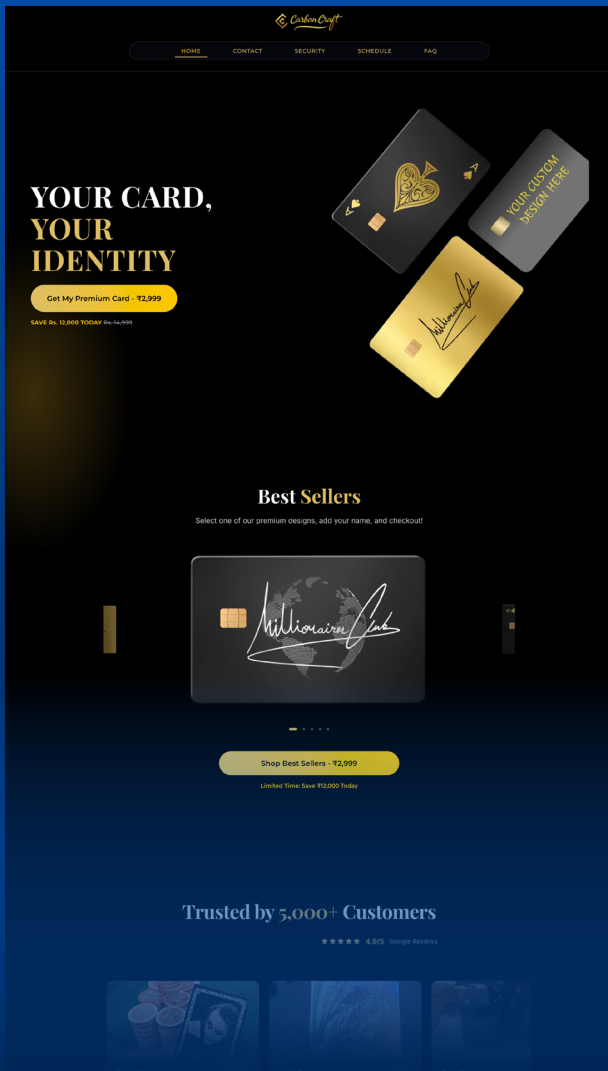 Carbon Craft
HOME CONTACT SECURITY SCHEDULE FAQ
YOUR CARD,
YOUR
IDENTITY
Get My Premium Card - ₹2,999
SAVE Rs. 12,000 TODAY Rs. 14,999
A
A
YOUR CUSTOM
DESIGN HERE
Millionaires Club
Best Sellers
Select one of our premium designs, add your name, and checkout!
Millionaires Club
Shop Best Sellers - ₹2,999
Limited Time: Save ₹12,000 Today
Trusted by 5,000+ Customers
★★★★★ 4.9/5 Google Reviews